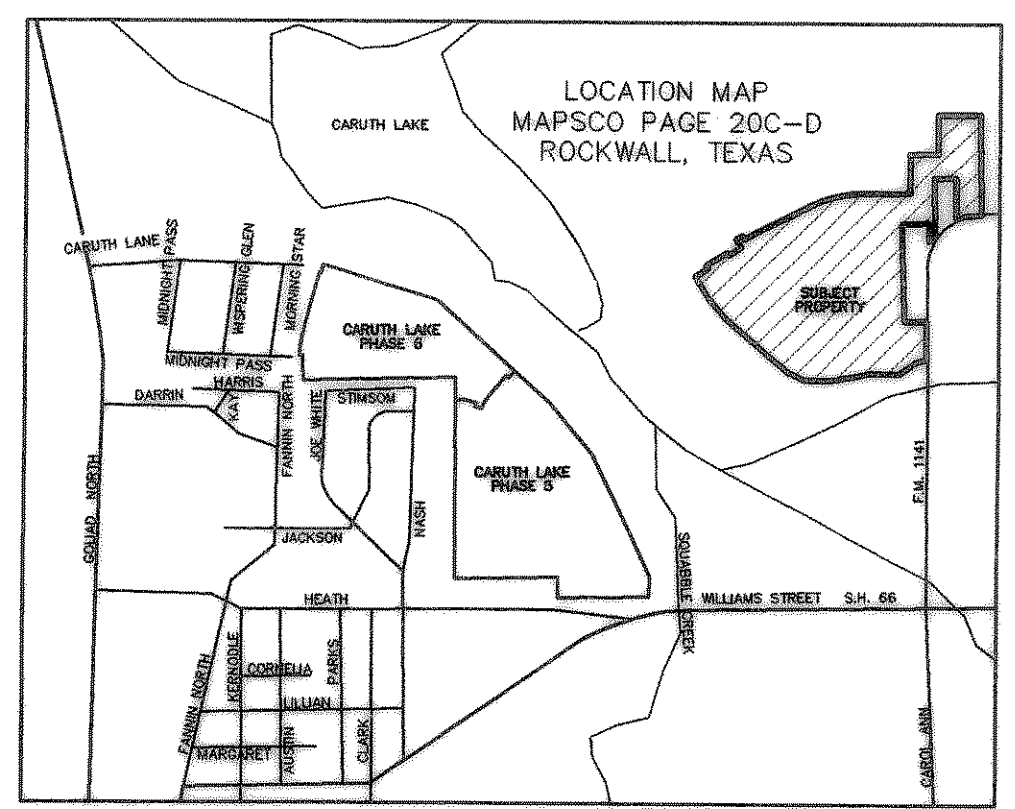 LOCATION MAP
MAPSCO PAGE 20C-D
ROCKWALL, TEXAS
CARUTH LAKE
CARUTH LANE
MIDNIGHT PASS
WISPERING GLEN
MORNING STAR
SUBJECT
PROPERTY
CARUTH LAKE
PHASE 6
MIDNIGHT PASS
HARRIS
DARRIN
KAY
FANNIN NORTH
JOE WHITE
STIMSOM
CARUTH LAKE
PHASE 5
NASH
GOUAD NORTH
JACKSON
F.M. 1141
SQUABBLE CREEK
HEATH
WILLIAMS STREET S.H. 66
KERNODLE
CORNELIA
PARKS
FANNIN NORTH
LILLIAN
MARGARET
AUSTIN
CLARK
CAROL ANN